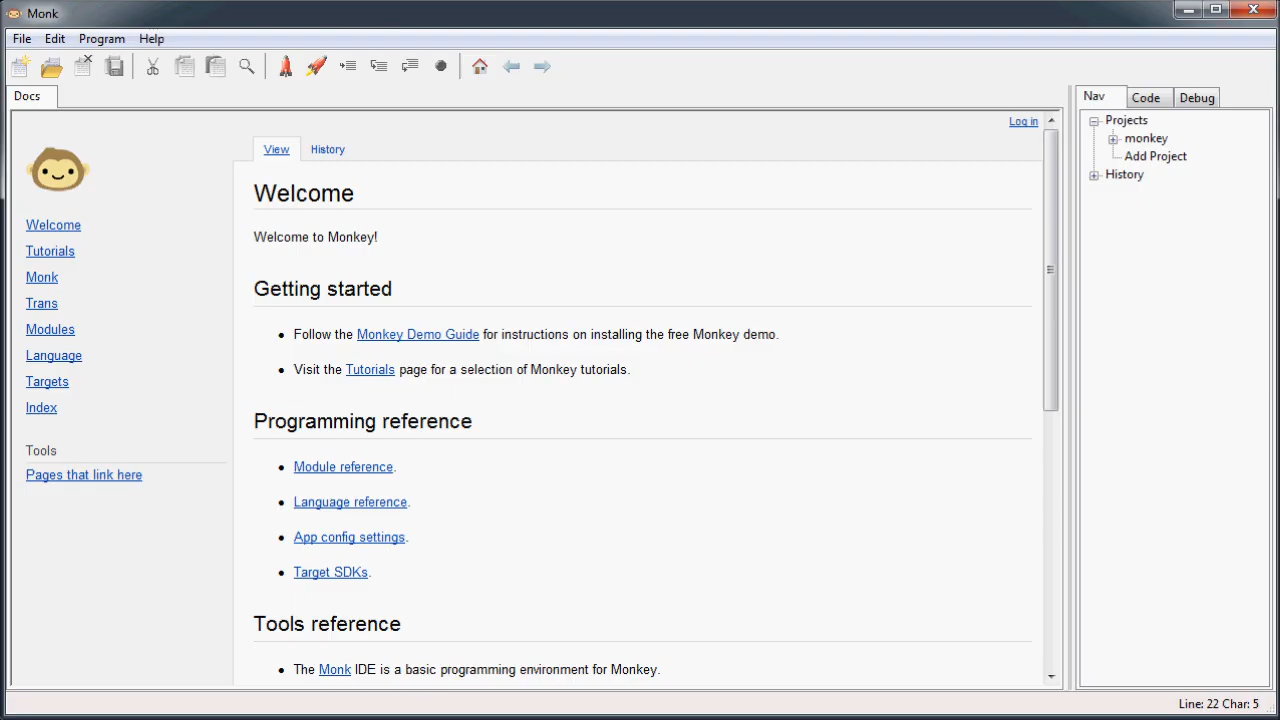 Monk
File Edit Program Help
Docs
Nav Code Debug
Log in
View History
Welcome
Tutorials
Monk
Trans
Modules
Language
Targets
Index
Tools
Pages that link here
Welcome
Welcome to Monkey!
Getting started
Follow the Monkey Demo Guide for instructions on installing the free Monkey demo.
Visit the Tutorials page for a selection of Monkey tutorials.
Programming reference
Module reference.
Language reference.
App config settings.
Target SDKs.
Tools reference
The Monk IDE is a basic programming environment for Monkey.
Projects
monkey
Add Project
History
Line: 22 Char: 5